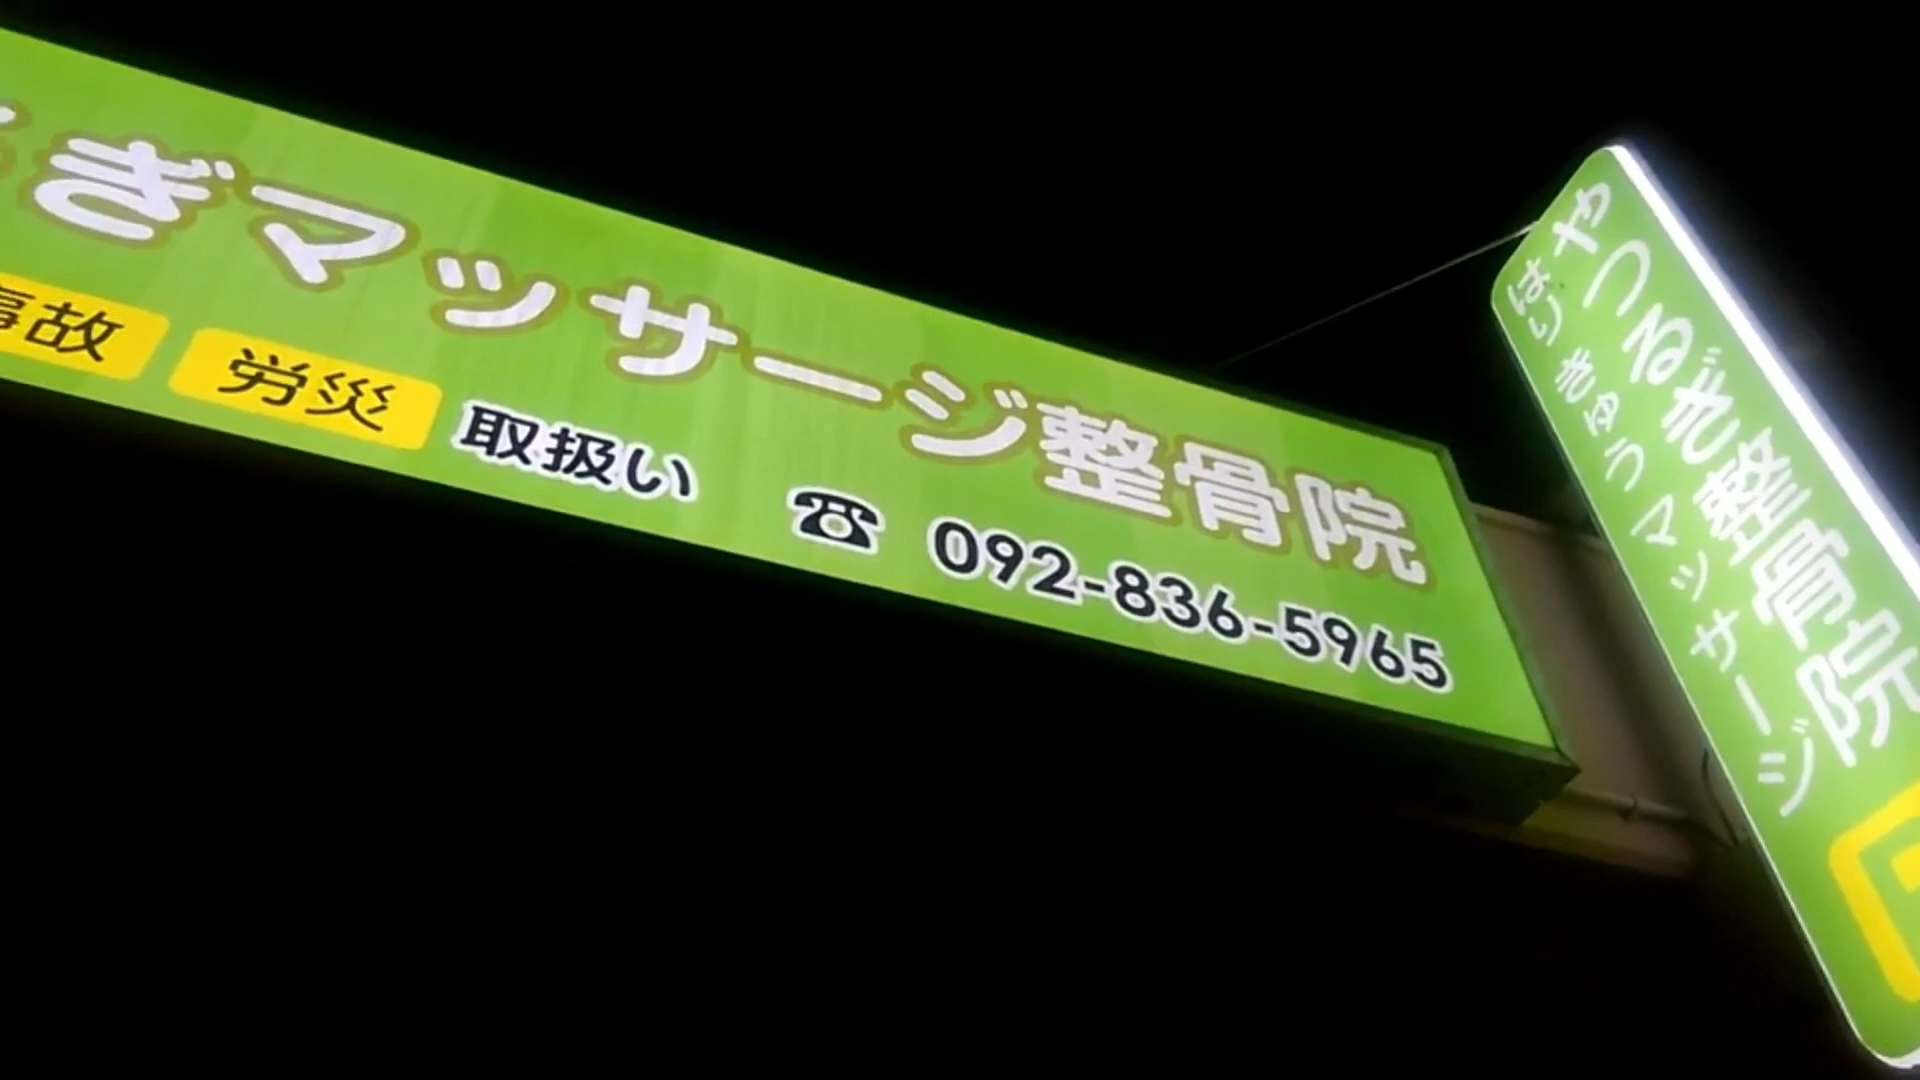 ぎマッサージ整骨院
事故 労災 取扱い ☎ 092-836-5965
やつるぎ整骨院
はり きゅう マッサージ